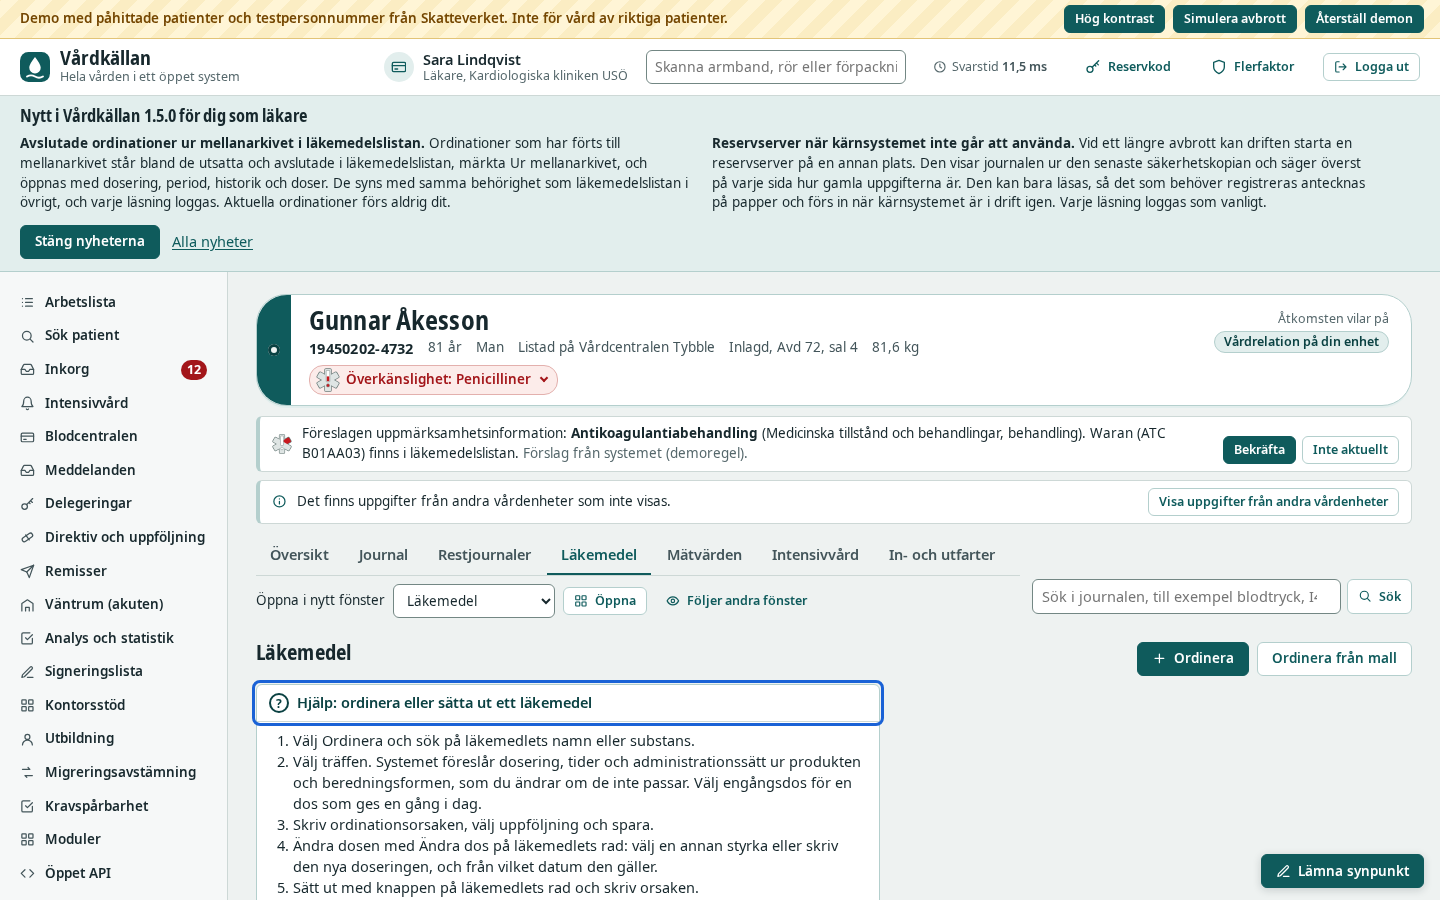 Demo med påhittade patienter och testpersonnummer från Skatteverket. Inte för vård av riktiga patienter.
Hög kontrast
Simulera avbrott
Återställ demon
Vårdkällan
Hela vården i ett öppet system
Sara Lindqvist
Läkare, Kardiologiska kliniken USÖ
Skanna armband, rör eller förpackni
Svarstid 11,5 ms
Reservkod
Flerfaktor
Logga ut
Nytt i Vårdkällan 1.5.0 för dig som läkare
Avslutade ordinationer ur mellanarkivet i läkemedelslistan. Ordinationer som har förts till
mellanarkivet står bland de utsatta och avslutade i läkemedelslistan, märkta Ur mellanarkivet, och
öppnas med dosering, period, historik och doser. De syns med samma behörighet som läkemedelslistan i
övrigt, och varje läsning loggas. Aktuella ordinationer förs aldrig dit.
Reservserver när kärnsystemet inte går att använda. Vid ett längre avbrott kan driften starta en
reservserver på en annan plats. Den visar journalen ur den senaste säkerhetskopian och säger överst
på varje sida hur gamla uppgifterna är. Den kan bara läsas, så det som behöver registreras antecknas
på papper och förs in när kärnsystemet är i drift igen. Varje läsning loggas som vanligt.
Stäng nyheterna
Alla nyheter
Arbetslista
Sök patient
Inkorg
12
Intensivvård
Blodcentralen
Meddelanden
Delegeringar
Direktiv och uppföljning
Remisser
Väntrum (akuten)
Analys och statistik
Signeringslista
Kontorsstöd
Utbildning
Migreringsavstämning
Kravspårbarhet
Moduler
Öppet API
Gunnar Åkesson
19450202-4732
81 år
Man
Listad på Vårdcentralen Tybble
Inlagd, Avd 72, sal 4
81,6 kg
Överkänslighet: Penicilliner
Åtkomsten vilar på
Vårdrelation på din enhet
Föreslagen uppmärksamhetsinformation: Antikoagulantiabehandling (Medicinska tillstånd och behandlingar, behandling). Waran (ATC
B01AA03) finns i läkemedelslistan. Förslag från systemet (demoregel).
Bekräfta
Inte aktuellt
Det finns uppgifter från andra vårdenheter som inte visas.
Visa uppgifter från andra vårdenheter
Översikt
Journal
Restjournaler
Läkemedel
Mätvärden
Intensivvård
In- och utfarter
Öppna i nytt fönster
Läkemedel
Öppna
Följer andra fönster
Sök i journalen, till exempel blodtryck, I4
Sök
Läkemedel
Ordinera
Ordinera från mall
? Hjälp: ordinera eller sätta ut ett läkemedel
1. Välj Ordinera och sök på läkemedlets namn eller substans.
2. Välj träffen. Systemet föreslår dosering, tider och administrationssätt ur produkten
och beredningsformen, som du ändrar om de inte passar. Välj engångsdos för en
dos som ges en gång i dag.
3. Skriv ordinationsorsaken, välj uppföljning och spara.
4. Ändra dosen med Ändra dos på läkemedlets rad: välj en annan styrka eller skriv
den nya doseringen, och från vilket datum den gäller.
5. Sätt ut med knappen på läkemedlets rad och skriv orsaken.
Lämna synpunkt